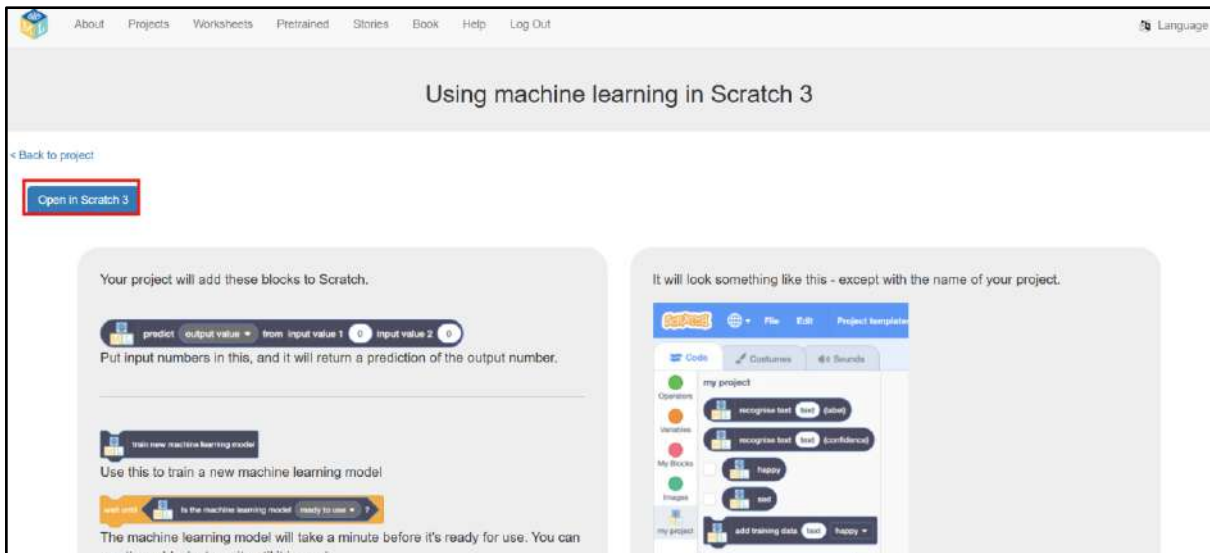 About Projects Worksheets Pretrained Stories Book Help Log Out Language
Using machine learning in Scratch 3
< Back to project
Open in Scratch 3
Your project will add these blocks to Scratch.
predict output value from input value 1 0 input value 2 0
Put input numbers in this, and it will return a prediction of the output number.
train new machine learning model
Use this to train a new machine learning model
wait until Is the machine learning model ready to use ?
The machine learning model will take a minute before it's ready for use. You can
It will look something like this - except with the name of your project.
SCRATCH File Edit Project templates
Code Costumes Sounds
Operators
Variables
My Blocks
Images
my project
my project
recognise text text (label)
recognise text text (confidence)
happy
sad
add training data text happy